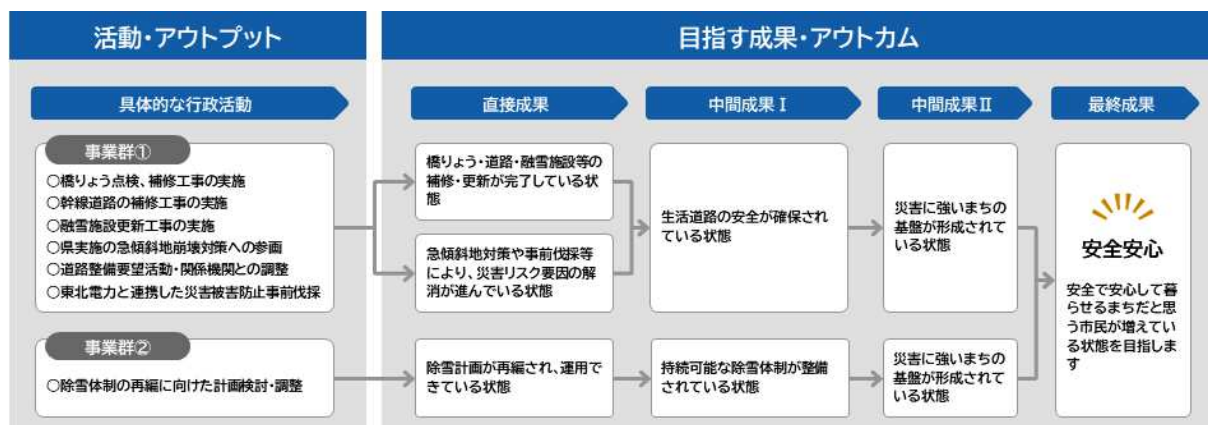 活動・アウトプット
目指す成果・アウトカム
具体的な行政活動
直接成果
中間成果Ⅰ
中間成果Ⅱ
最終成果
事業群①
○橋りょう点検、補修工事の実施
○幹線道路の補修工事の実施
○融雪施設更新工事の実施
○県実施の急傾斜地崩壊対策への参画
○道路整備要望活動・関係機関との調整
○東北電力と連携した災害被害防止事前伐採
橋りょう・道路・融雪施設等の
補修・更新が完了している状
態
急傾斜地対策や事前伐採等
により、災害リスク要因の解
消が進んでいる状態
生活道路の安全が確保され
ている状態
災害に強いまちの
基盤が形成されて
いる状態
安全安心
安全で安心して暮
らせるまちだと思
う市民が増えてい
る状態を目指しま
す
事業群②
○除雪体制の再編に向けた計画検討・調整
除雪計画が再編され、運用で
きている状態
持続可能な除雪体制が整備
されている状態
災害に強いまちの
基盤が形成されて
いる状態